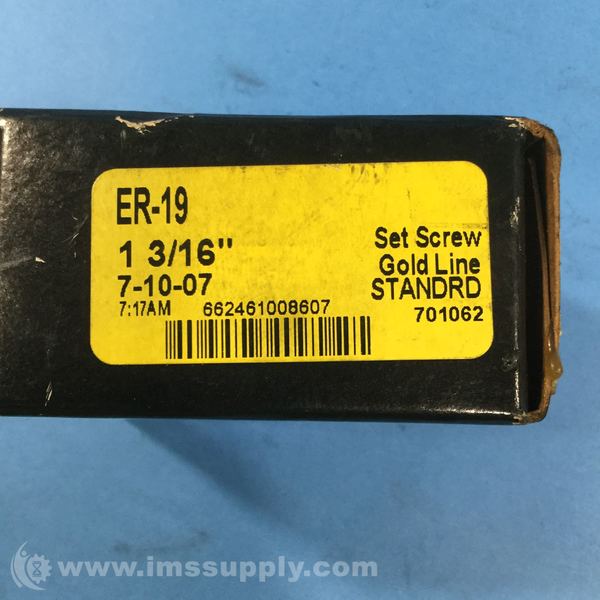 ER-19
1 3/16"
7-10-07
7:17AM 662461008607
Set Screw
Gold Line
STANDRD
701062
www.imssupply.com